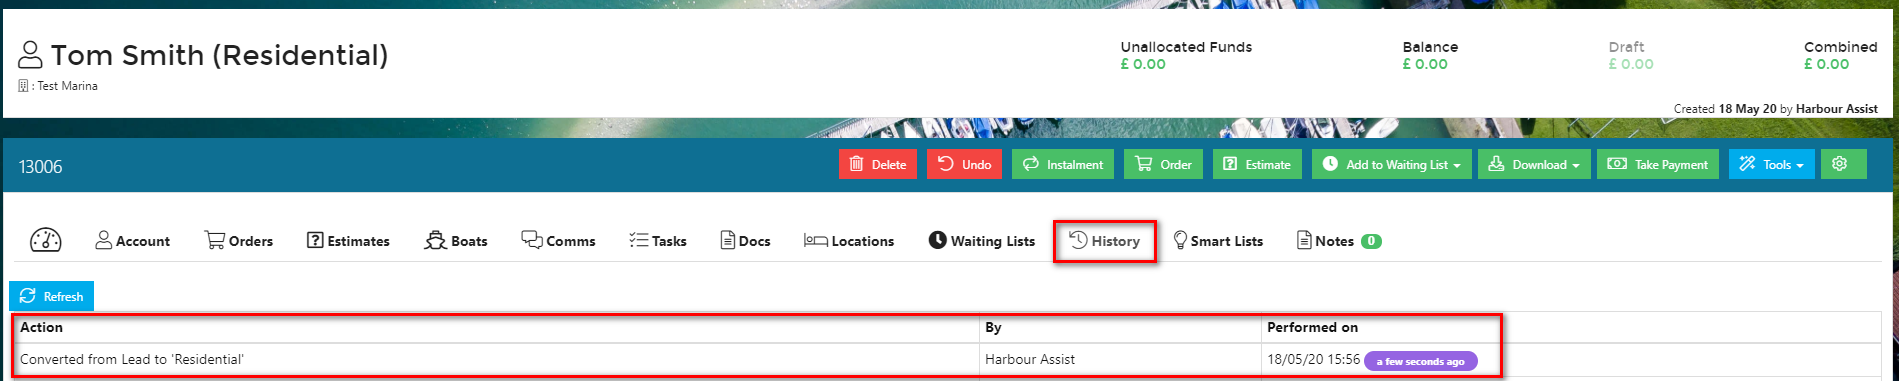 Tom Smith (Residential)
: Test Marina
Unallocated Funds
£ 0.00
Balance
£ 0.00
Draft
£ 0.00
Combined
£ 0.00
Created 18 May 20 by Harbour Assist
13006
Delete
Undo
Instalment
Order
Estimate
Add to Waiting List
Download
Take Payment
Tools
Account
Orders
Estimates
Boats
Comms
Tasks
Docs
Locations
Waiting Lists
History
Smart Lists
Notes 0
Refresh
Action By Performed on
Converted from Lead to 'Residential' Harbour Assist 18/05/20 15:56 a few seconds ago